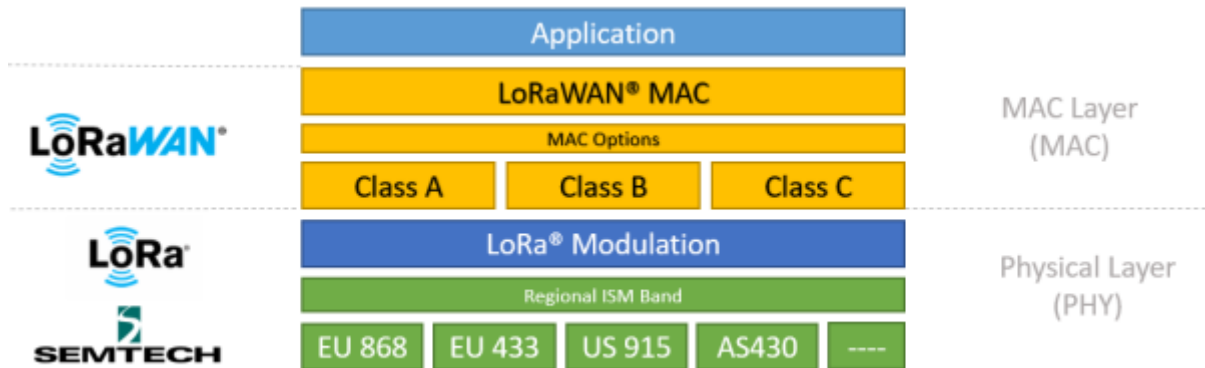 Application
LoRaWAN® MAC
MAC Options
Class A Class B Class C
LoRaWAN®
MAC Layer
(MAC)
LoRa® Modulation
Regional ISM Band
EU 868 EU 433 US 915 AS430 ----
LoRa®
SEMTECH
Physical Layer
(PHY)